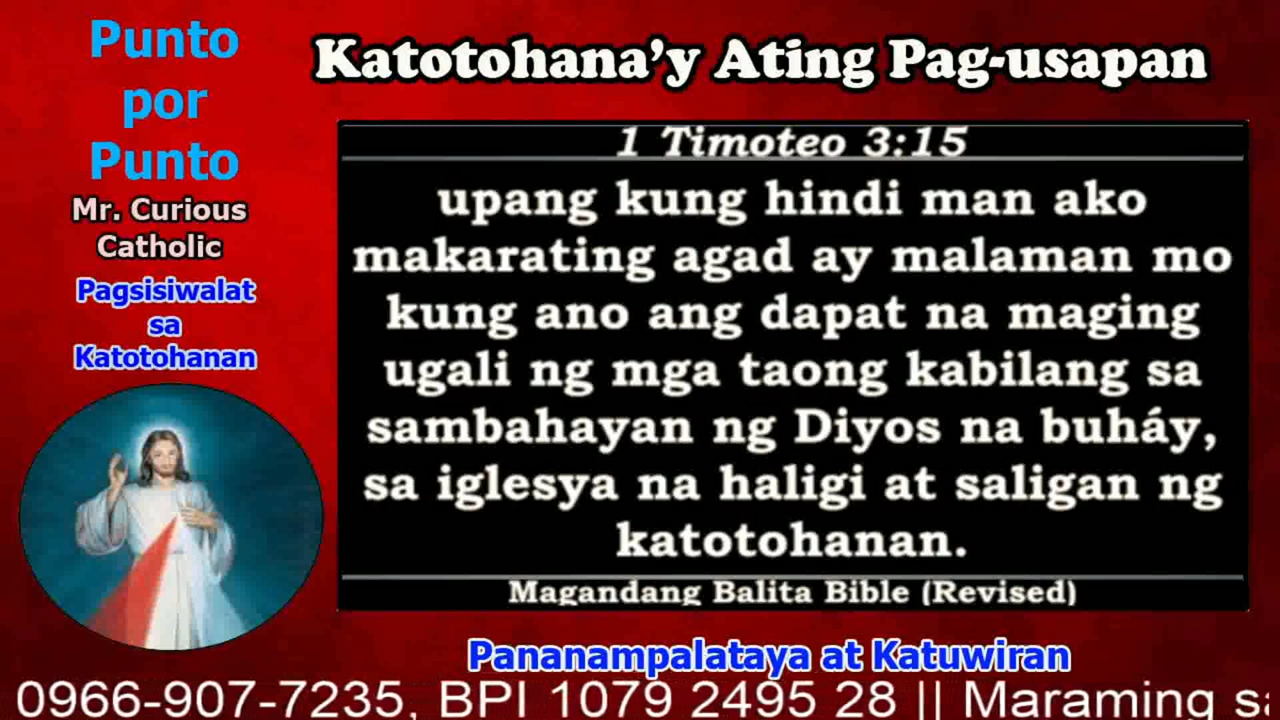 Punto
por
Punto
Mr. Curious
Catholic
Pagsisiwalat
sa
Katotohanan
Katotohana'y Ating Pag-usapan
1 Timoteo 3:15
upang kung hindi man ako
makarating agad ay malaman mo
kung ano ang dapat na maging
ugali ng mga taong kabilang sa
sambahayan ng Diyos na buháy,
sa iglesya na haligi at saligan ng
katotohanan.
Magandang Balita Bible (Revised)
Pananampalataya at Katuwiran
0966-907-7235, BPI 1079 2495 28 || Maraming sa